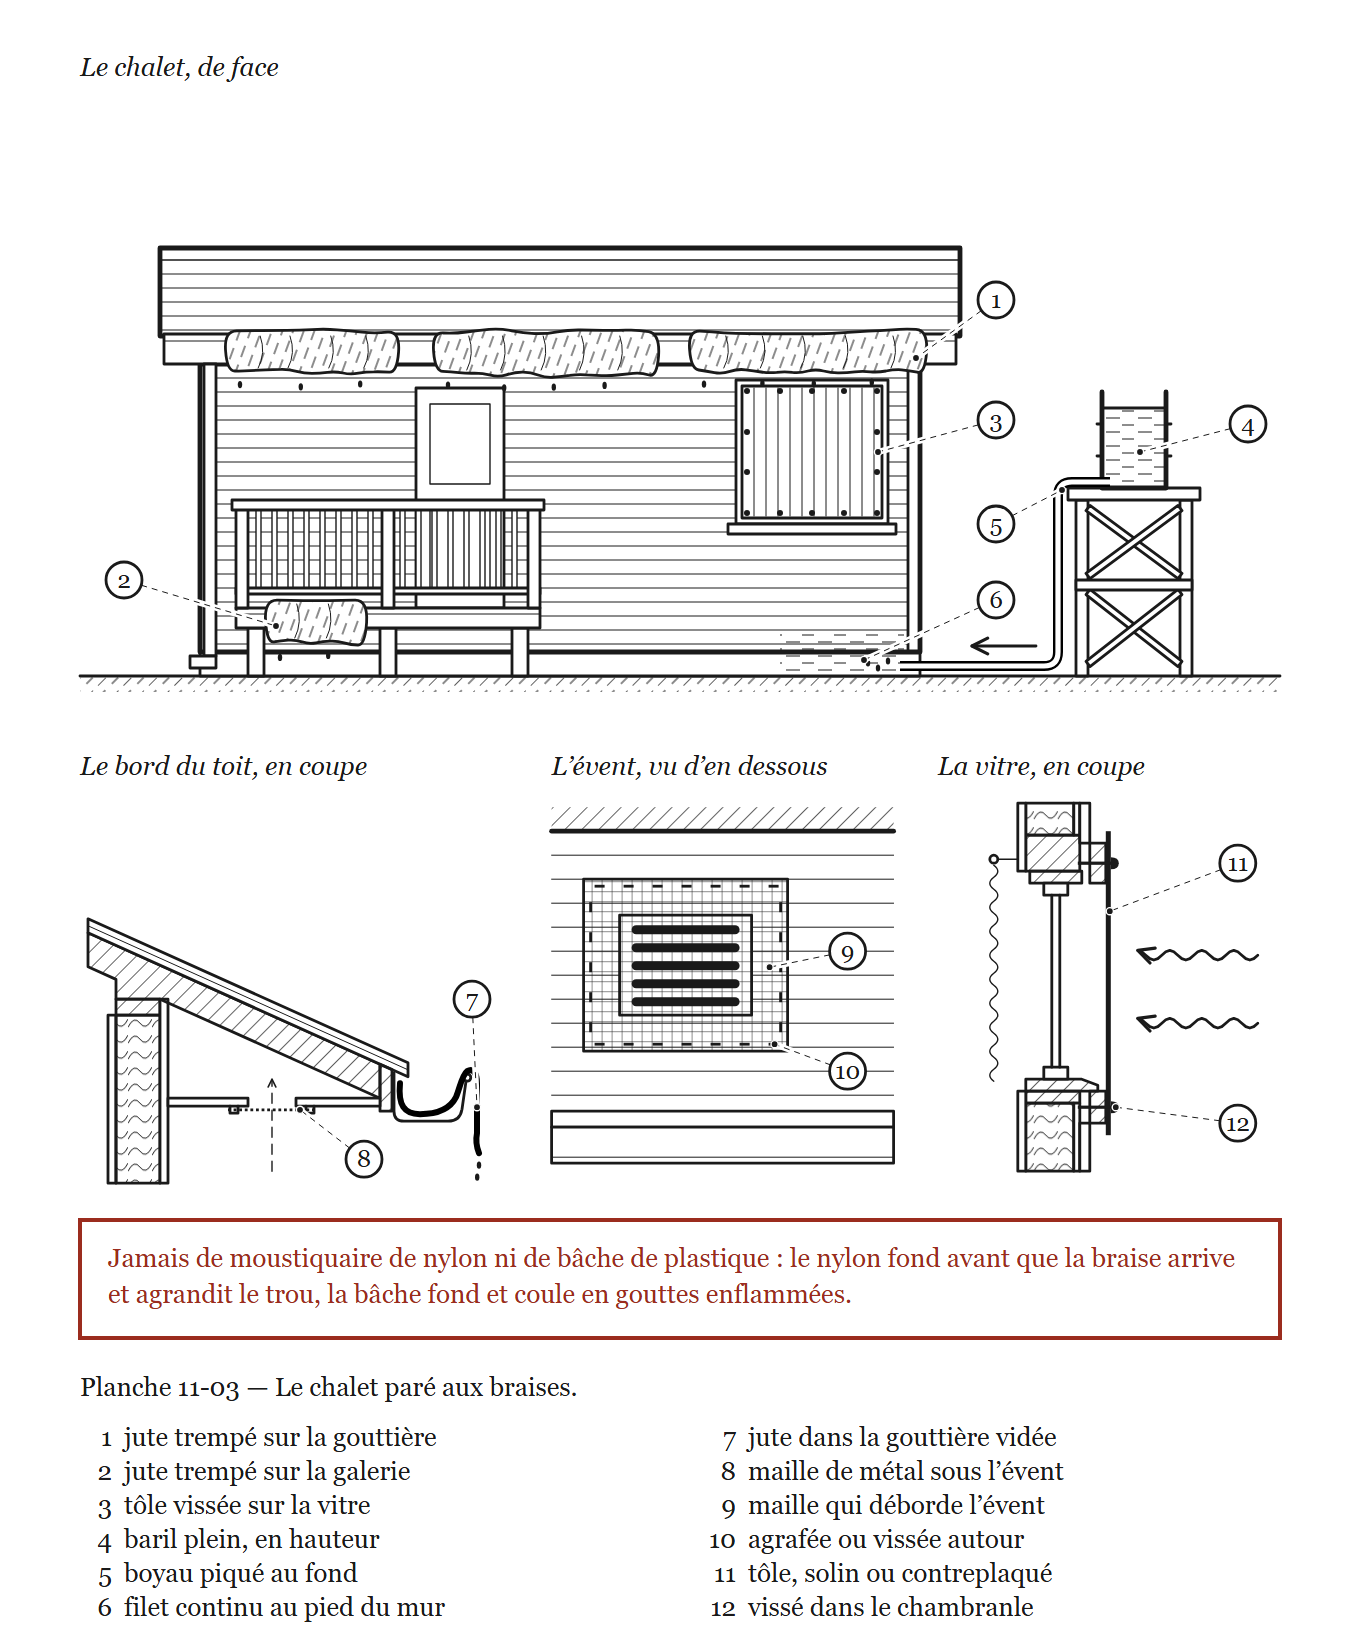 Le chalet, de face
1
3
4
5
2
6
Le bord du toit, en coupe
L’évent, vu d’en dessous
La vitre, en coupe
11
9
7
10
12
8
Jamais de moustiquaire de nylon ni de bâche de plastique : le nylon fond avant que la braise arrive
et agrandit le trou, la bâche fond et coule en gouttes enflammées.
Planche 11-03 — Le chalet paré aux braises.
1 jute trempé sur la gouttière
2 jute trempé sur la galerie
3 tôle vissée sur la vitre
4 baril plein, en hauteur
5 boyau piqué au fond
6 filet continu au pied du mur
7 jute dans la gouttière vidée
8 maille de métal sous l’évent
9 maille qui déborde l’évent
10 agrafée ou vissée autour
11 tôle, solin ou contreplaqué
12 vissé dans le chambranle